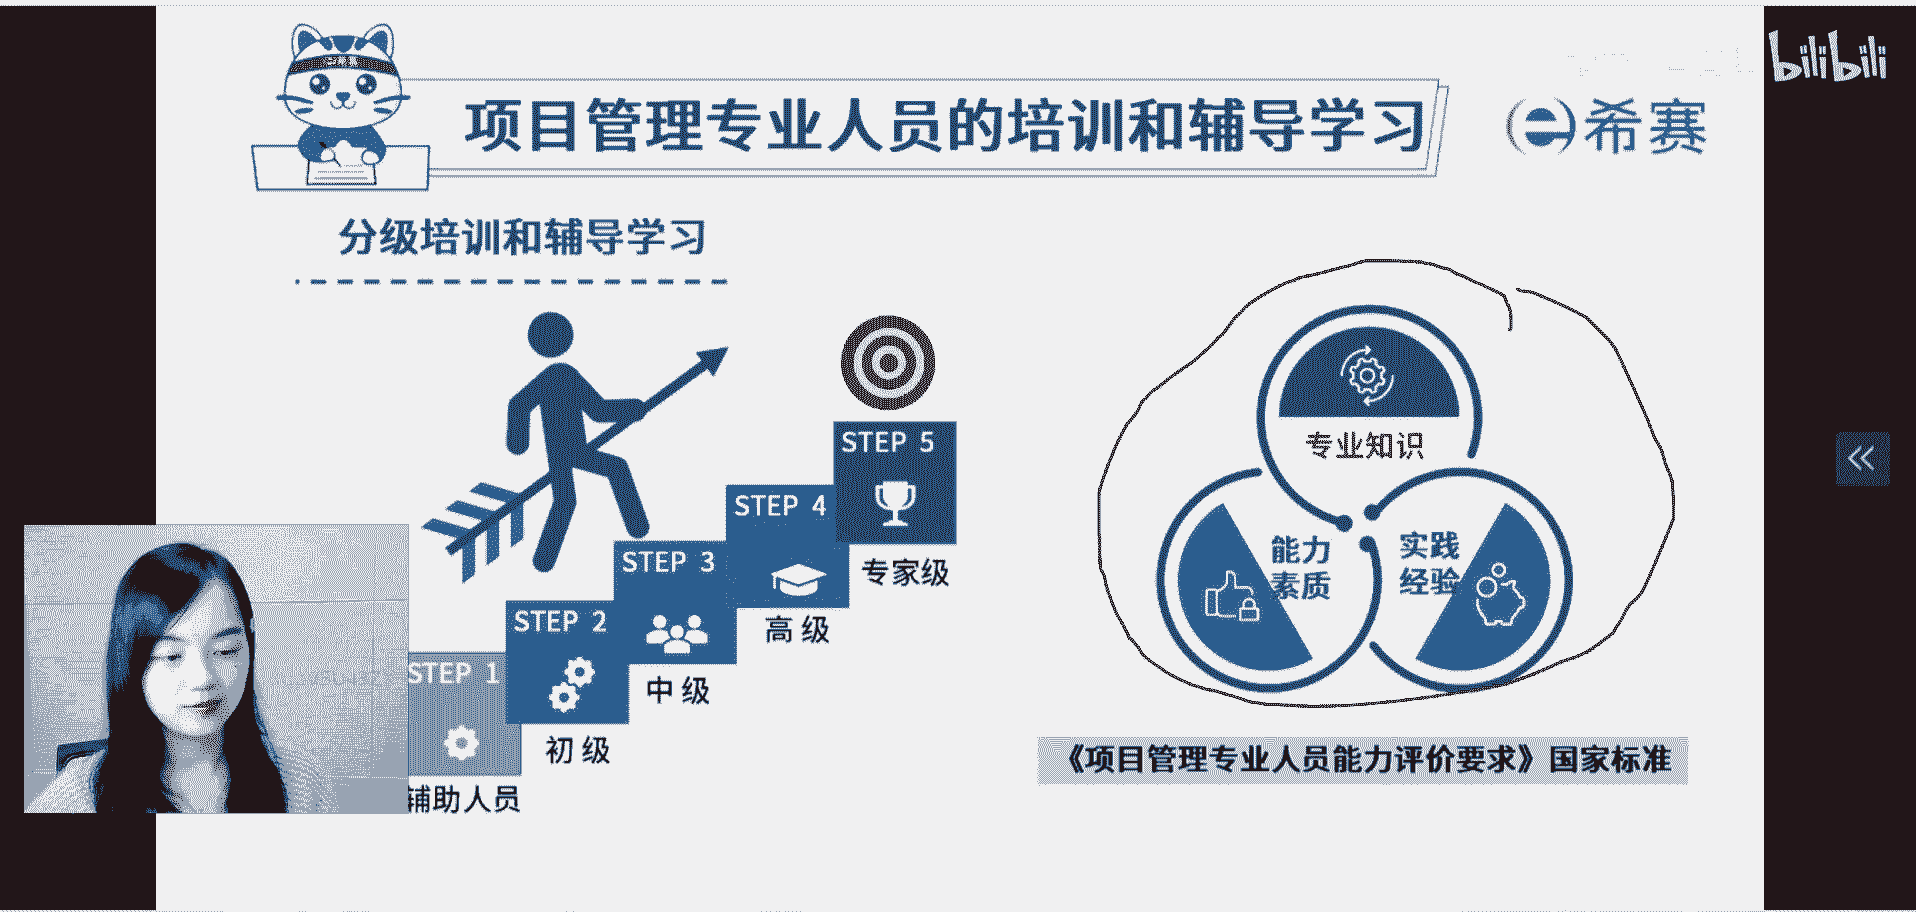 bilibili
项目管理专业人员的培训和辅导学习
希赛
分级培训和辅导学习
STEP 5
专家级
STEP 4
高级
STEP 3
中级
STEP 2
初级
STEP 1
辅助人员
专业知识
能力
素质
实践
经验
《项目管理专业人员能力评价要求》国家标准